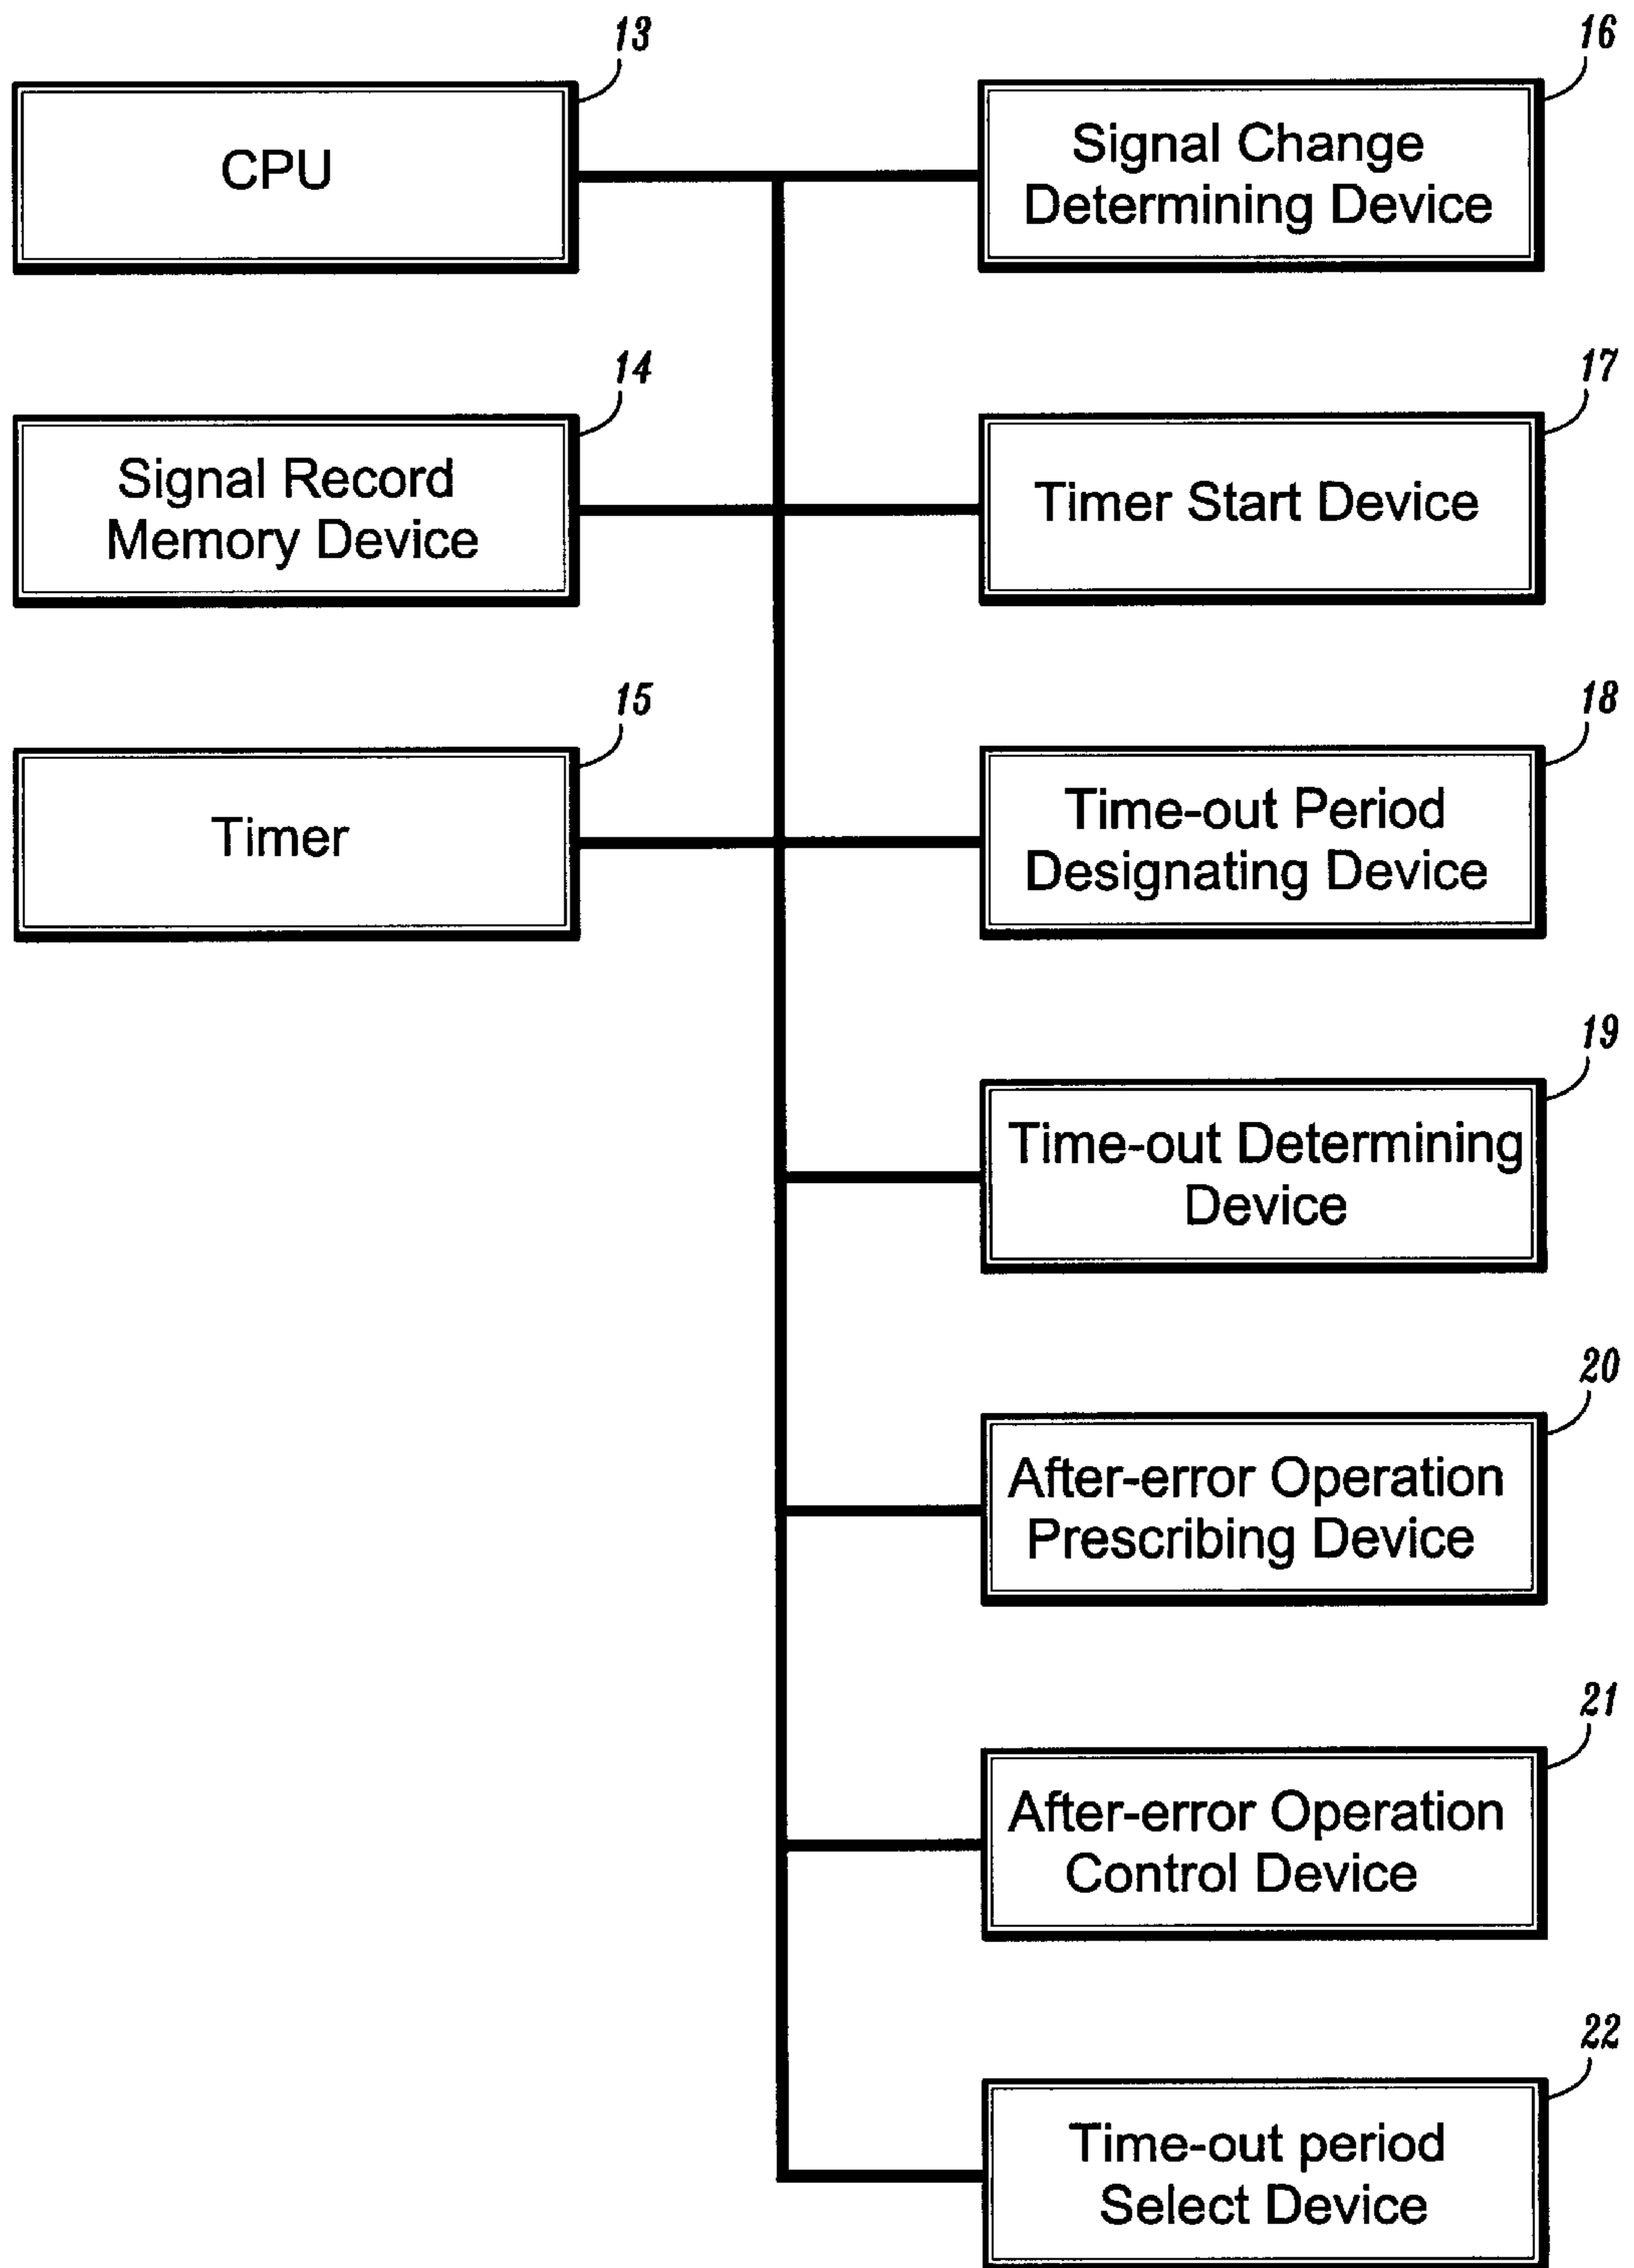 13
CPU
14
Signal Record
Memory Device
15
Timer
16
Signal Change
Determining Device
17
Timer Start Device
18
Time-out Period
Designating Device
19
Time-out Determining
Device
20
After-error Operation
Prescribing Device
21
After-error Operation
Control Device
22
Time-out period
Select Device